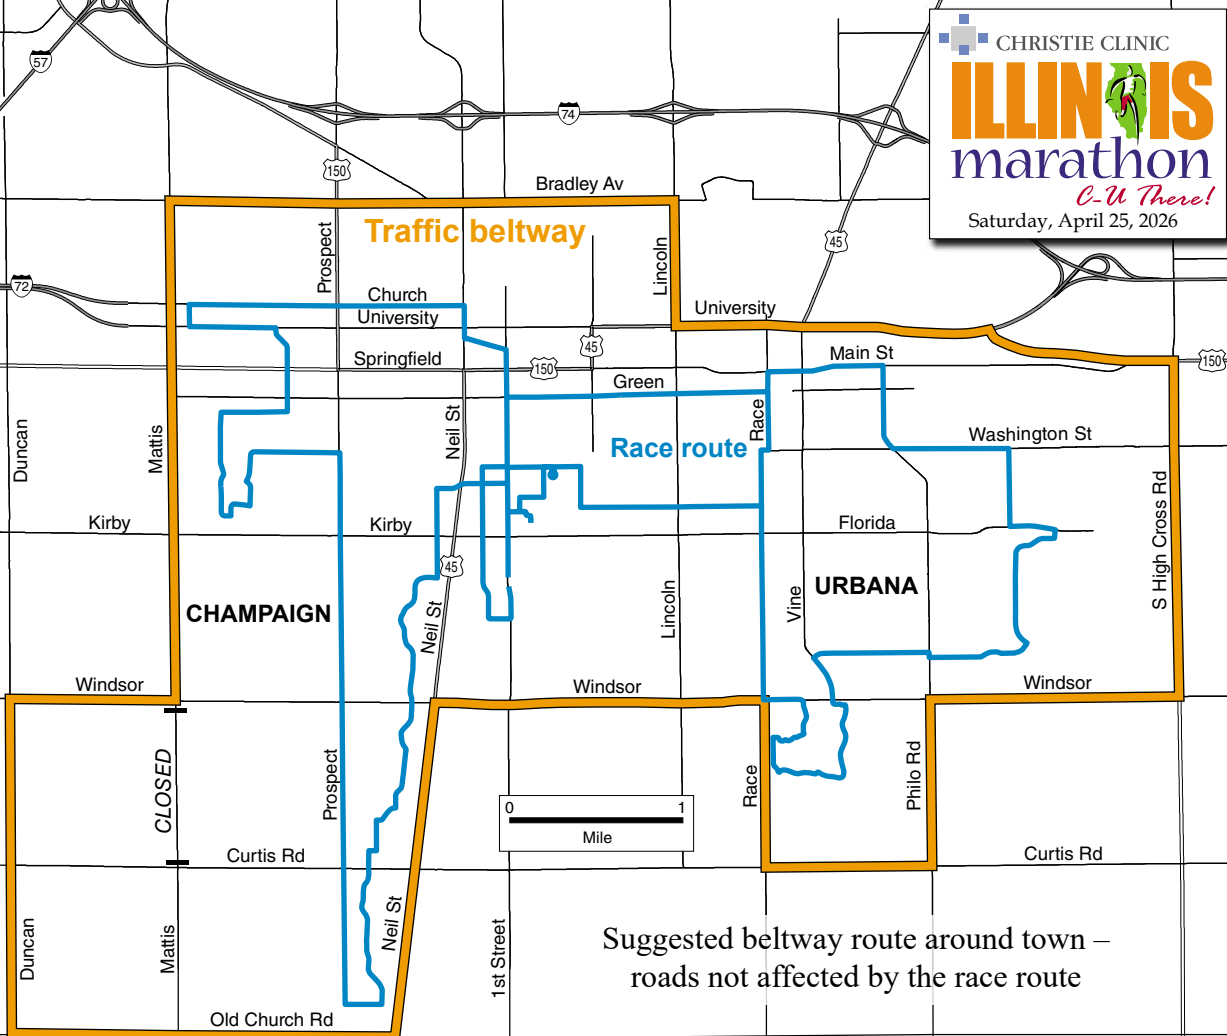 57
74
150
CHRISTIE CLINIC
ILLINOIS
marathon
C-U There!
Saturday, April 25, 2026
Bradley Av
Traffic beltway
Prospect
Lincoln
45
72
Church
University
University
45
Springfield
150
Main St
150
Green
Duncan
Mattis
Neil St
Race route
Race
Washington St
Kirby
Kirby
Florida
S High Cross Rd
45
CHAMPAIGN
Neil St
Lincoln
Vine
URBANA
Windsor
Windsor
Windsor
CLOSED
Prospect
Race
Philo Rd
0 1
Mile
Curtis Rd
Curtis Rd
Duncan
Mattis
Neil St
1st Street
Suggested beltway route around town –
roads not affected by the race route
Old Church Rd